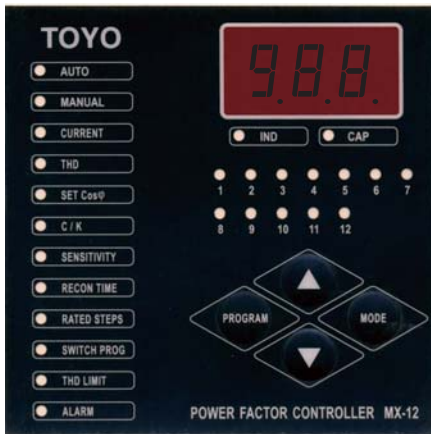 TOYO
AUTO
MANUAL
CURRENT
THD
SET Cosφ
C / K
SENSITIVITY
RECON TIME
RATED STEPS
SWITCH PROG
THD LIMIT
ALARM
9.8.8.
IND CAP
1 2 3 4 5 6 7
8 9 10 11 12
PROGRAM MODE
POWER FACTOR CONTROLLER MX-12